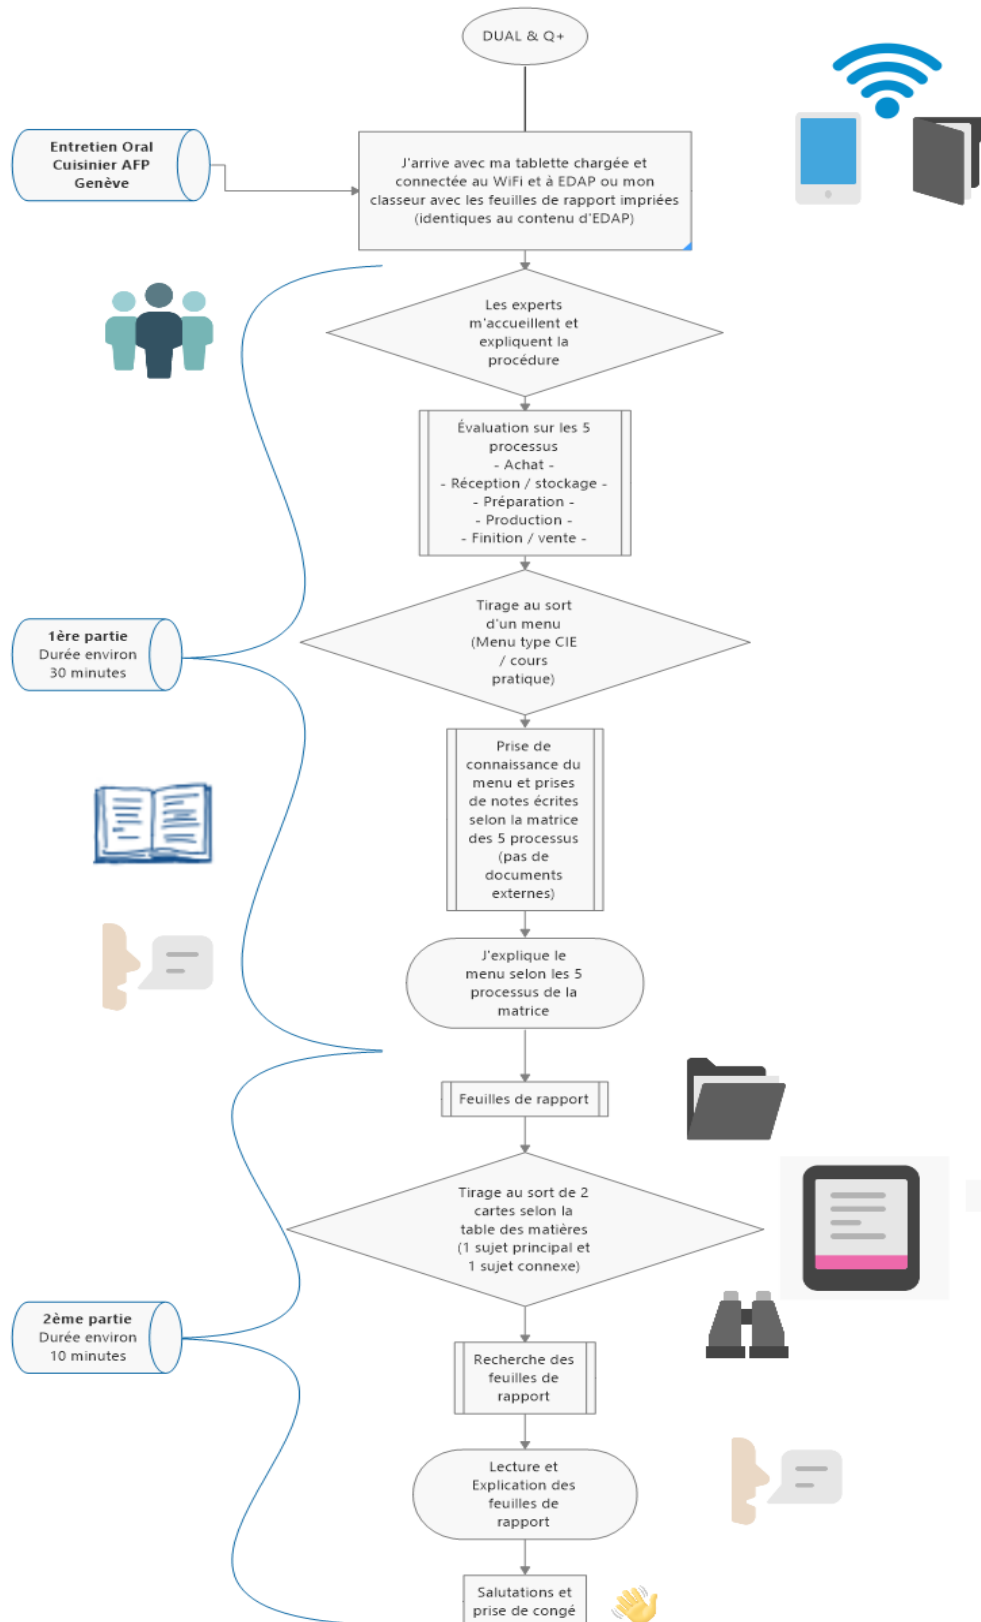 DUAL & Q+
Entretien Oral
Cuisinier AFP
Genève
J'arrive avec ma tablette chargée et
connectée au WiFi et à EDAP ou mon
classeur avec les feuilles de rapport impriées
(identiques au contenu d'EDAP)
Les experts
m'accueillent et
expliquent la
procédure
Évaluation sur les 5
processus
- Achat -
- Réception / stockage -
- Préparation -
- Production -
- Finition / vente -
Tirage au sort
d'un menu
(Menu type CIE
/ cours
pratique)
1ère partie
Durée environ
30 minutes
Prise de
connaissance du
menu et prises
de notes écrites
selon la matrice
des 5 processus
(pas de
documents
externes)
J'explique le
menu selon les 5
processus de la
matrice
Feuilles de rapport
Tirage au sort de 2
cartes selon la
table des matières
(1 sujet principal et
1 sujet connexe)
2ème partie
Durée environ
10 minutes
Recherche des
feuilles de
rapport
Lecture et
Explication des
feuilles de
rapport
Salutations et
prise de congé